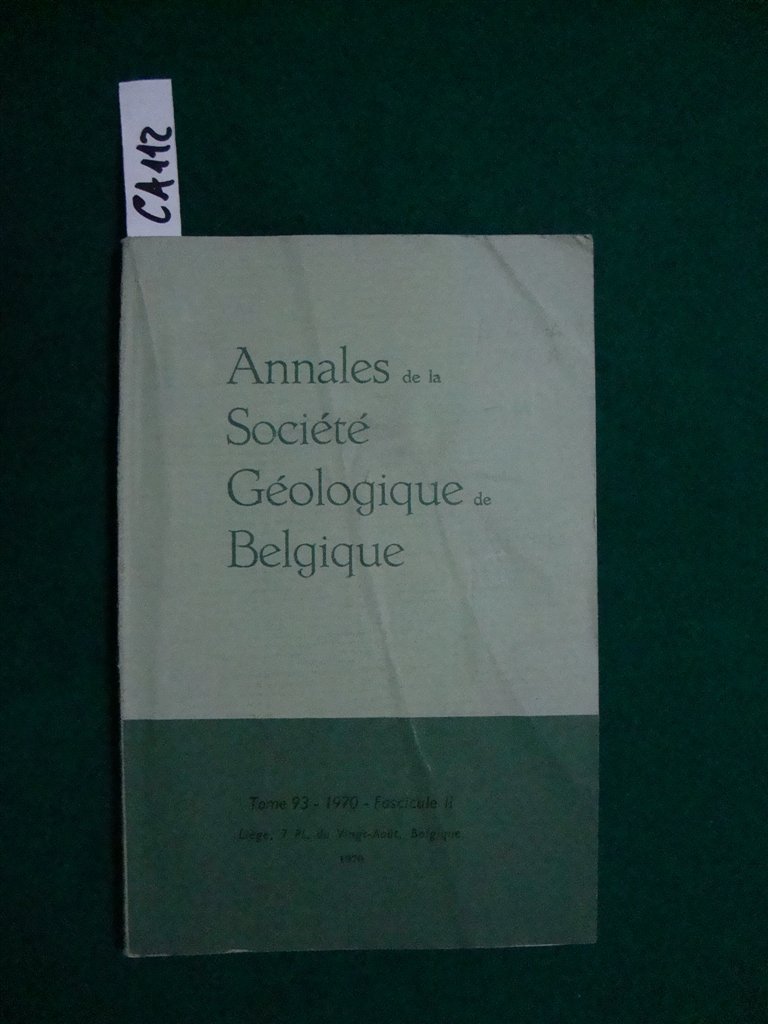 CA112
Annales de la
Société
Géologique de
Belgique
Tome 93 - 1970 - Fascicule II
Liège, 7 Pl. du Vingt-Août, Belgique
1970